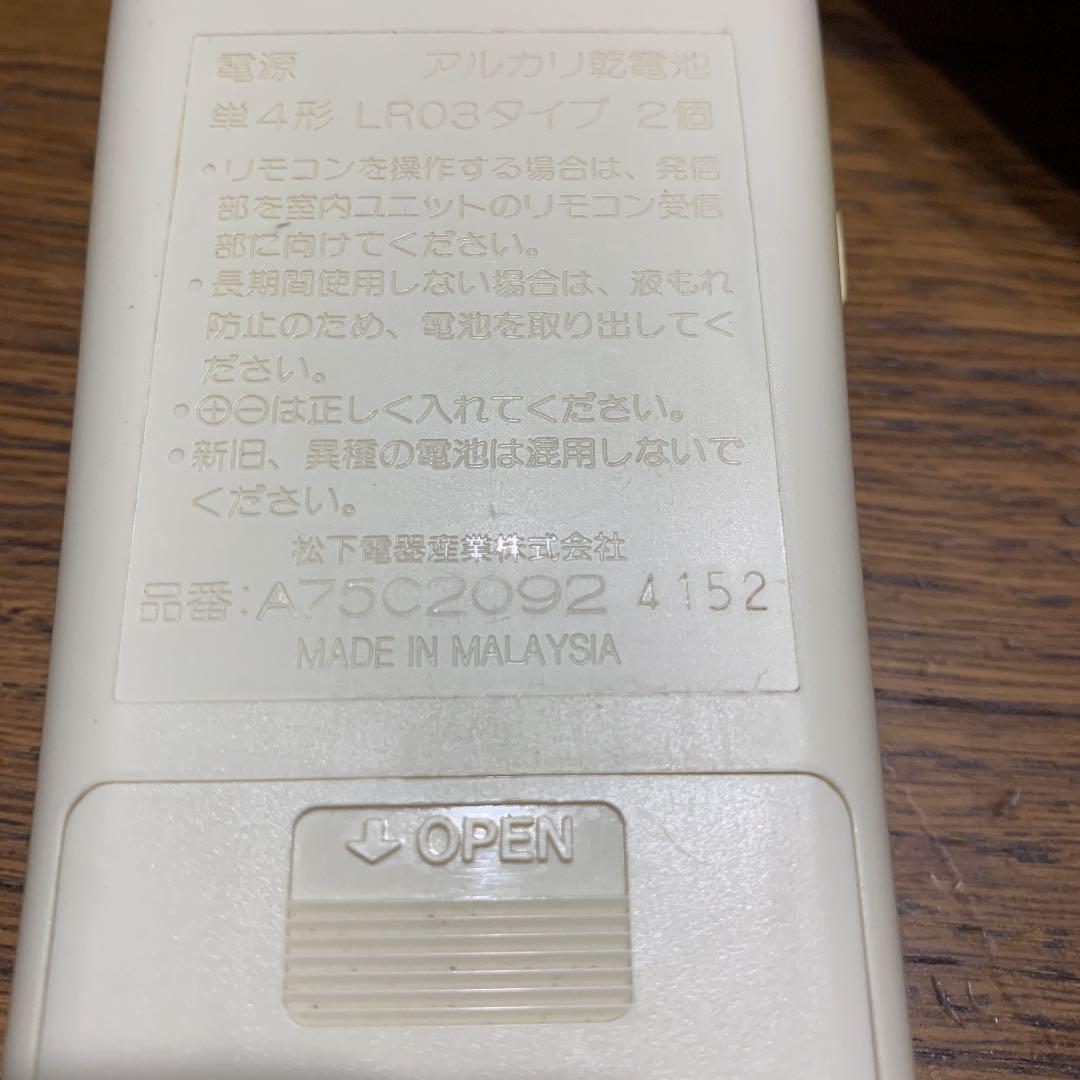 電源 アルカリ乾電池
単4形 LR03タイプ 2個
・リモコンを操作する場合は、発信
部を室内ユニットのリモコン受信
部に向けてください。
・長期間使用しない場合は、液もれ
防止のため、電池を取り出してく
ださい。
・⊕⊖は正しく入れてください。
・新旧、異種の電池は混用しないで
ください。
松下電器産業株式会社
品番:A75C2092 4152
MADE IN MALAYSIA
⇩ OPEN